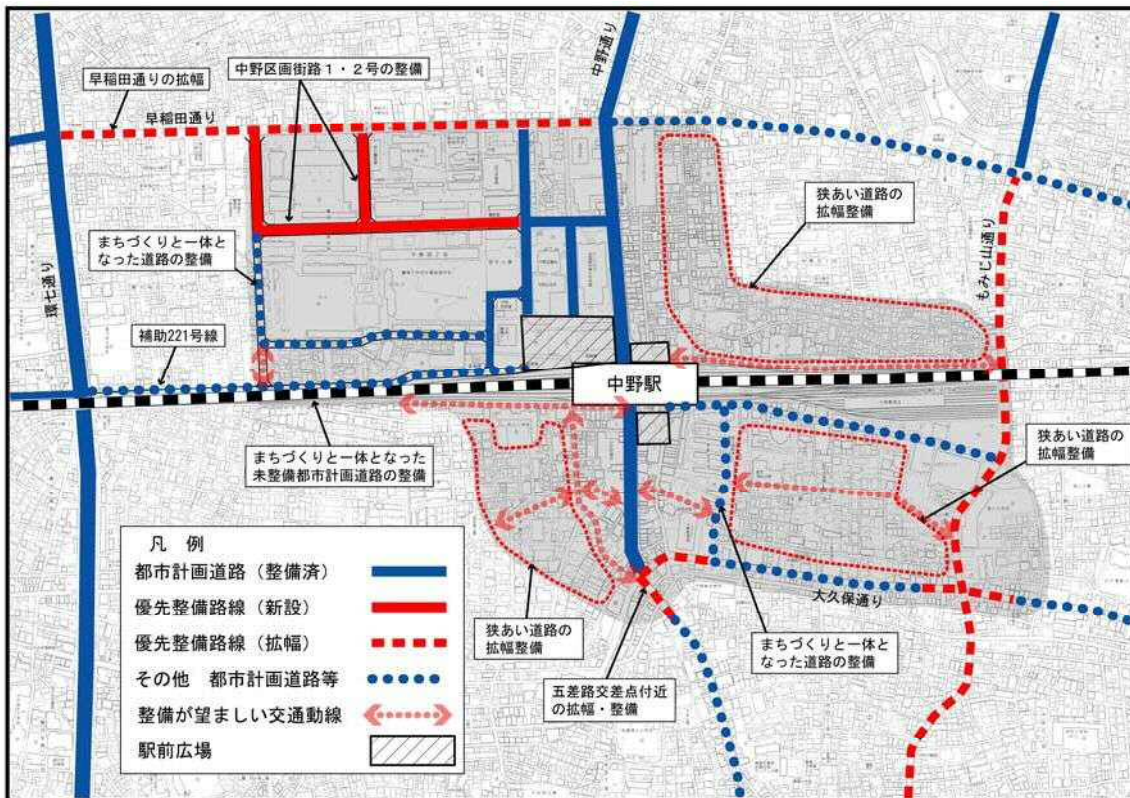 中野区画街路1・2号の整備
早稲田通りの拡幅
早稲田通り
中野通り
狭あい道路の
拡幅整備
まちづくりと一体と
なった道路の整備
環七通り
もみじ山通り
補助221号線
中野駅
まちづくりと一体となった
未整備都市計画道路の整備
狭あい道路の
拡幅整備
凡 例
都市計画道路（整備済）
優先整備路線（新設）
優先整備路線（拡幅）
その他 都市計画道路等
整備が望ましい交通動線
駅前広場
大久保通り
狭あい道路の
拡幅整備
まちづくりと一体と
なった道路の整備
五差路交差点付近
の拡幅・整備